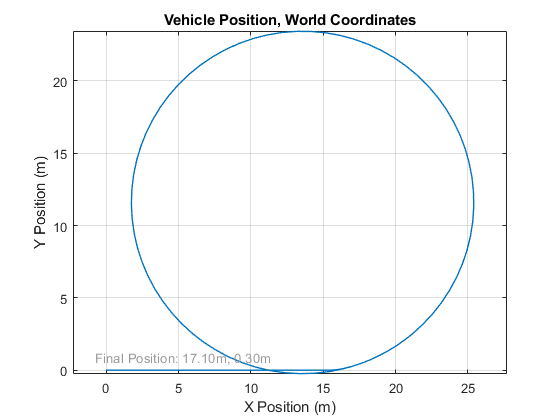 Vehicle Position, World Coordinates
Y Position (m)
20
15
10
5
0
Final Position: 17.10m, 0.30m
0 5 10 15 20 25
X Position (m)